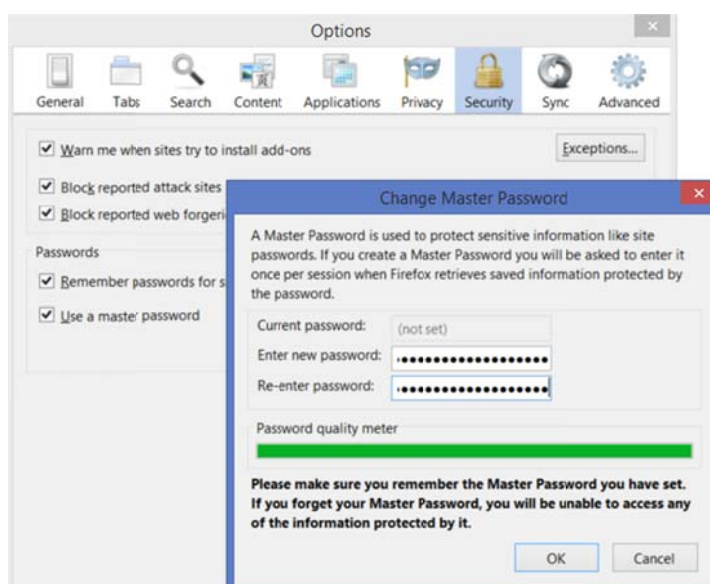 Options
General Tabs Search Content Applications Privacy Security Sync Advanced
Warn me when sites try to install add-ons
Exceptions...
Block reported attack sites
Block reported web forgeri
Passwords
Remember passwords for s
Use a master password
Change Master Password
A Master Password is used to protect sensitive information like site
passwords. If you create a Master Password you will be asked to enter it
once per session when Firefox retrieves saved information protected by
the password.
Current password: (not set)
Enter new password:
Re-enter password:
Password quality meter
Please make sure you remember the Master Password you have set.
If you forget your Master Password, you will be unable to access any
of the information protected by it.
OK Cancel